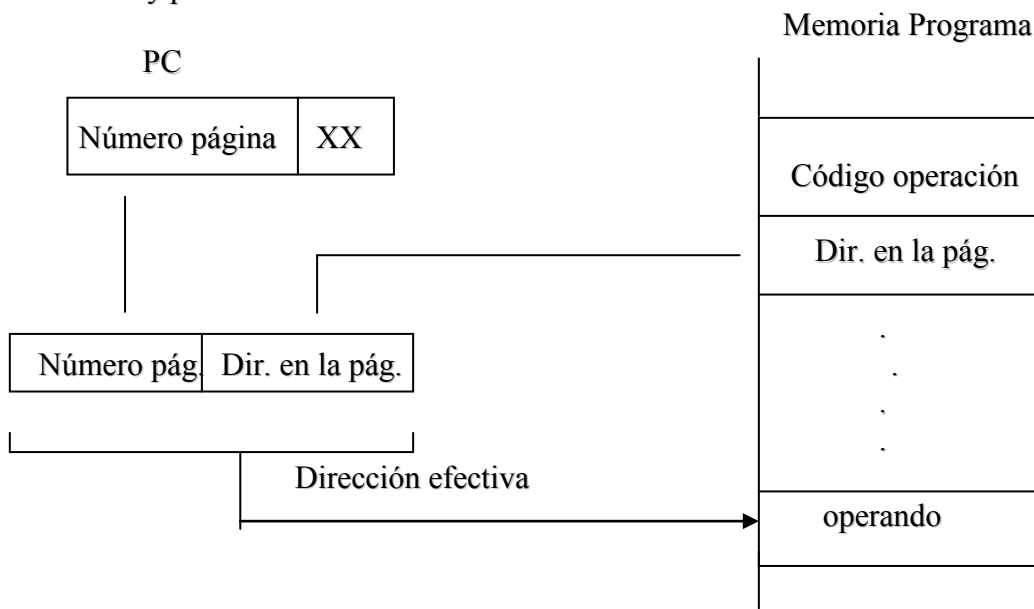 Memoria Programa
PC
Número página XX
Código operación
Dir. en la pág.
Número pág. Dir. en la pág.
Dirección efectiva
operando